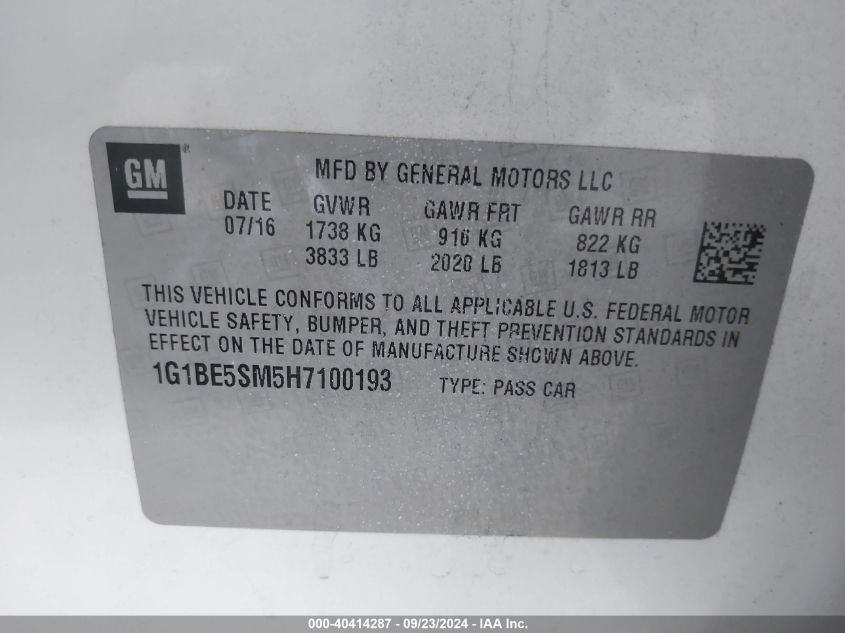 GM®
MFD BY GENERAL MOTORS LLC
DATE GVWR GAWR FRT GAWR RR
07/16 1738 KG 916 KG 822 KG
3833 LB 2020 LB 1813 LB
THIS VEHICLE CONFORMS TO ALL APPLICABLE U.S. FEDERAL MOTOR
VEHICLE SAFETY, BUMPER, AND THEFT PREVENTION STANDARDS IN
EFFECT ON THE DATE OF MANUFACTURE SHOWN ABOVE.
1G1BE5SM5H7100193 TYPE: PASS CAR
000-40414287 - 09/23/2024 - IAA Inc.